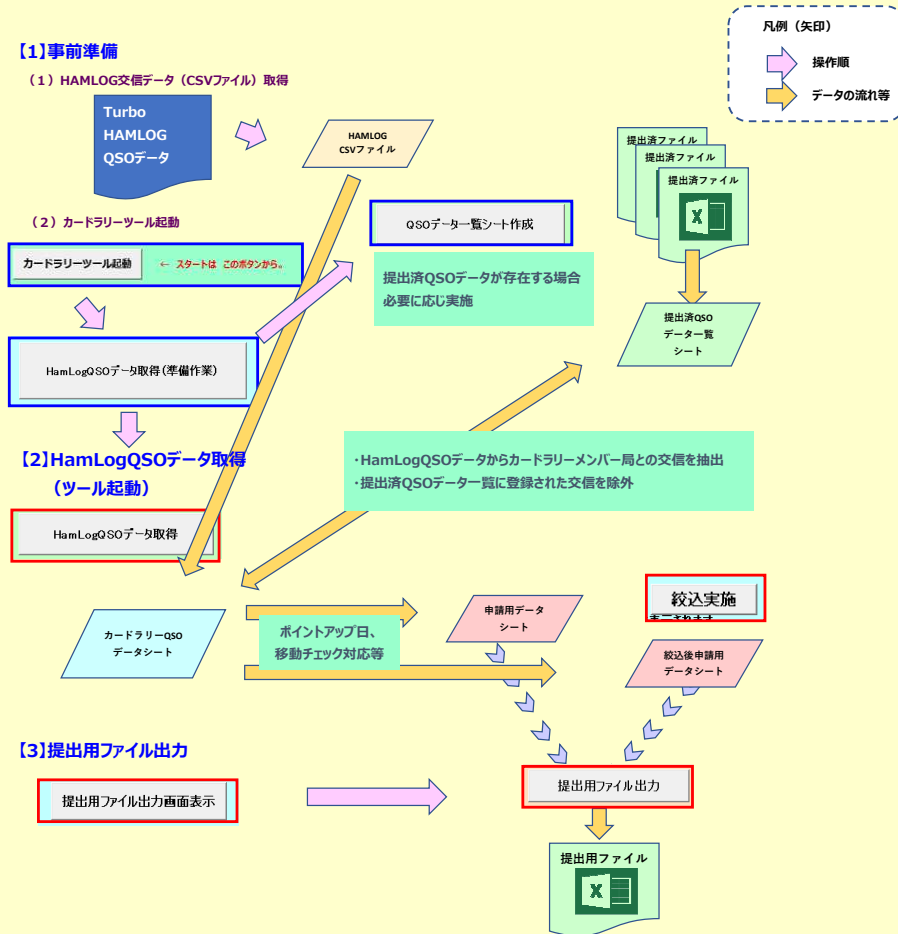 凡例（矢印）
操作順
データの流れ等
【1】事前準備
（１）HAMLOG交信データ（CSVファイル）取得
Turbo
HAMLOG
QSOデータ
HAMLOG
CSVファイル
提出済ファイル
提出済ファイル
提出済ファイル
X
（２）カードラリーツール起動
カードラリーツール起動
← スタートは このボタンから。
QSOデータ一覧シート作成
提出済QSOデータが存在する場合
必要に応じ実施
提出済QSO
データ一覧
シート
HamLogQSOデータ取得(準備作業)
【2】HamLogQSOデータ取得
（ツール起動）
・HamLogQSOデータからカードラリーメンバー局との交信を抽出
・提出済QSOデータ一覧に登録された交信を除外
HamLogQSOデータ取得
カードラリーQSO
データシート
ポイントアップ日、
移動チェック対応等
申請用データ
シート
絞込実施
絞込後申請用
データシート
【3】提出用ファイル出力
提出用ファイル出力画面表示
提出用ファイル出力
提出用ファイル
X